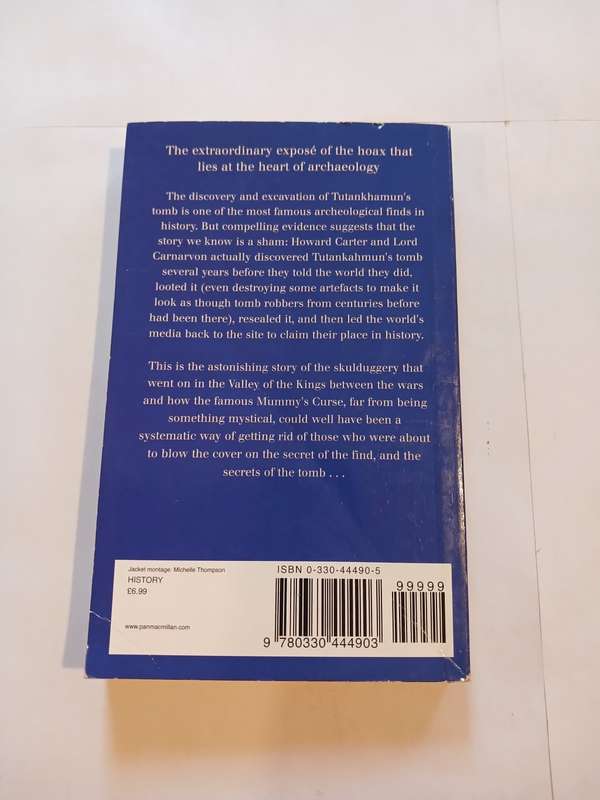 The extraordinary exposé of the hoax that
lies at the heart of archaeology
The discovery and excavation of Tutankhamun's
tomb is one of the most famous archeological finds in
history. But compelling evidence suggests that the
story we know is a sham: Howard Carter and Lord
Carnarvon actually discovered Tutankahmun's tomb
several years before they told the world they did,
looted it (even destroying some artefacts to make it
look as though tomb robbers from centuries before
had been there), resealed it, and then led the world's
media back to the site to claim their place in history.
This is the astonishing story of the skulduggery that
went on in the Valley of the Kings between the wars
and how the famous Mummy's Curse, far from being
something mystical, could well have been a
systematic way of getting rid of those who were about
to blow the cover on the secret of the find, and the
secrets of the tomb . . .
Jacket montage: Michelle Thompson
HISTORY
£6.99
www.panmacmillan.com
ISBN 0-330-44490-5
99999
9 780330 444903